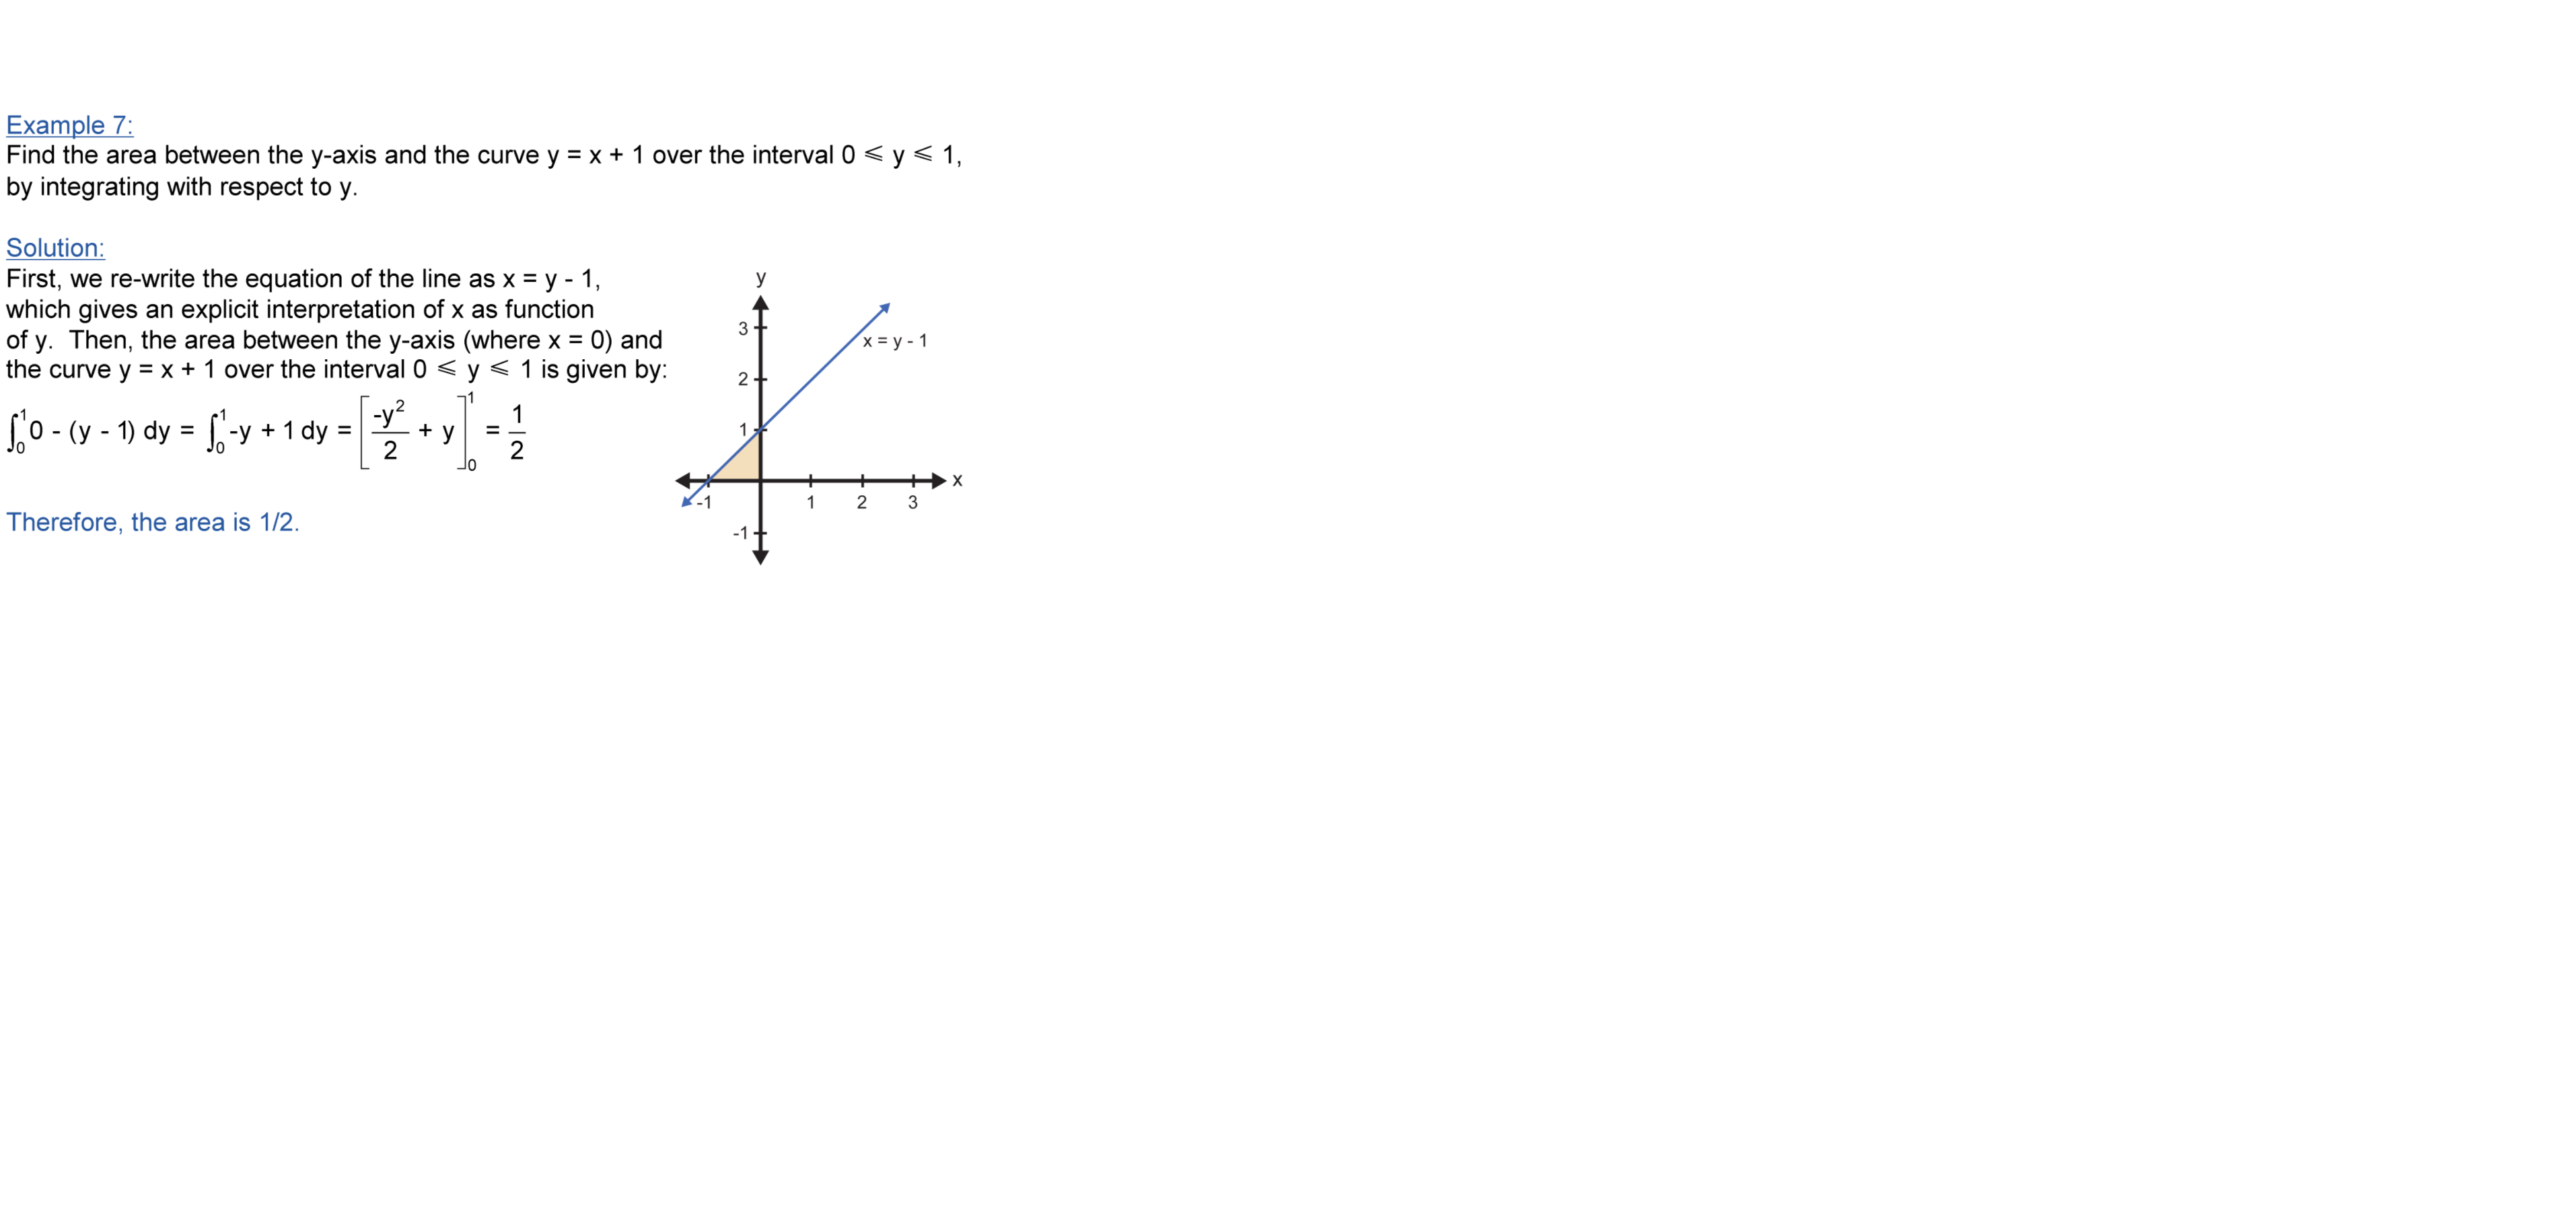 Example 7:
Find the area between the y-axis and the curve y = x + 1 over the interval 0 ⩽ y ⩽ 1,
by integrating with respect to y.
Solution:
First, we re-write the equation of the line as x = y - 1,
which gives an explicit interpretation of x as function
of y.  Then, the area between the y-axis (where x = 0) and
the curve y = x + 1 over the interval 0 ⩽ y ⩽ 1 is given by:
∫₀¹ 0 - (y - 1) dy = ∫₀¹ -y + 1 dy = [-y²/2 + y]₀¹ = 1/2
Therefore, the area is 1/2.
y
3
x = y - 1
2
1
x
-1 1 2 3
-1